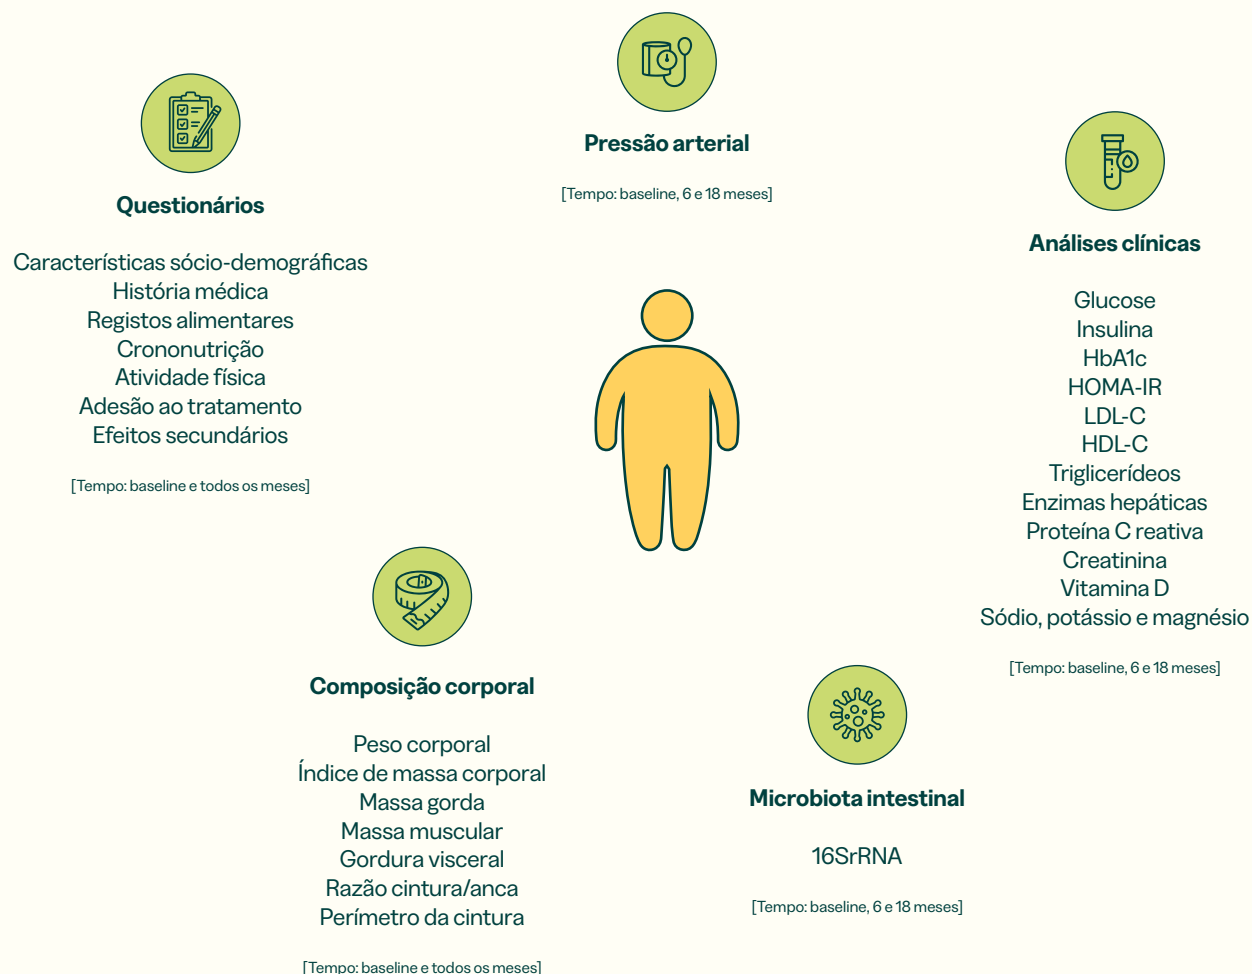 Pressão arterial
[Tempo: baseline, 6 e 18 meses]
Questionários
Características sócio-demográficas
História médica
Registos alimentares
Crononutrição
Atividade física
Adesão ao tratamento
Efeitos secundários
[Tempo: baseline e todos os meses]
Análises clínicas
Glucose
Insulina
HbA1c
HOMA-IR
LDL-C
HDL-C
Triglicerídeos
Enzimas hepáticas
Proteína C reativa
Creatinina
Vitamina D
Sódio, potássio e magnésio
[Tempo: baseline, 6 e 18 meses]
Composição corporal
Peso corporal
Índice de massa corporal
Massa gorda
Massa muscular
Gordura visceral
Razão cintura/anca
Perímetro da cintura
[Tempo: baseline e todos os meses]
Microbiota intestinal
16SrRNA
[Tempo: baseline, 6 e 18 meses]